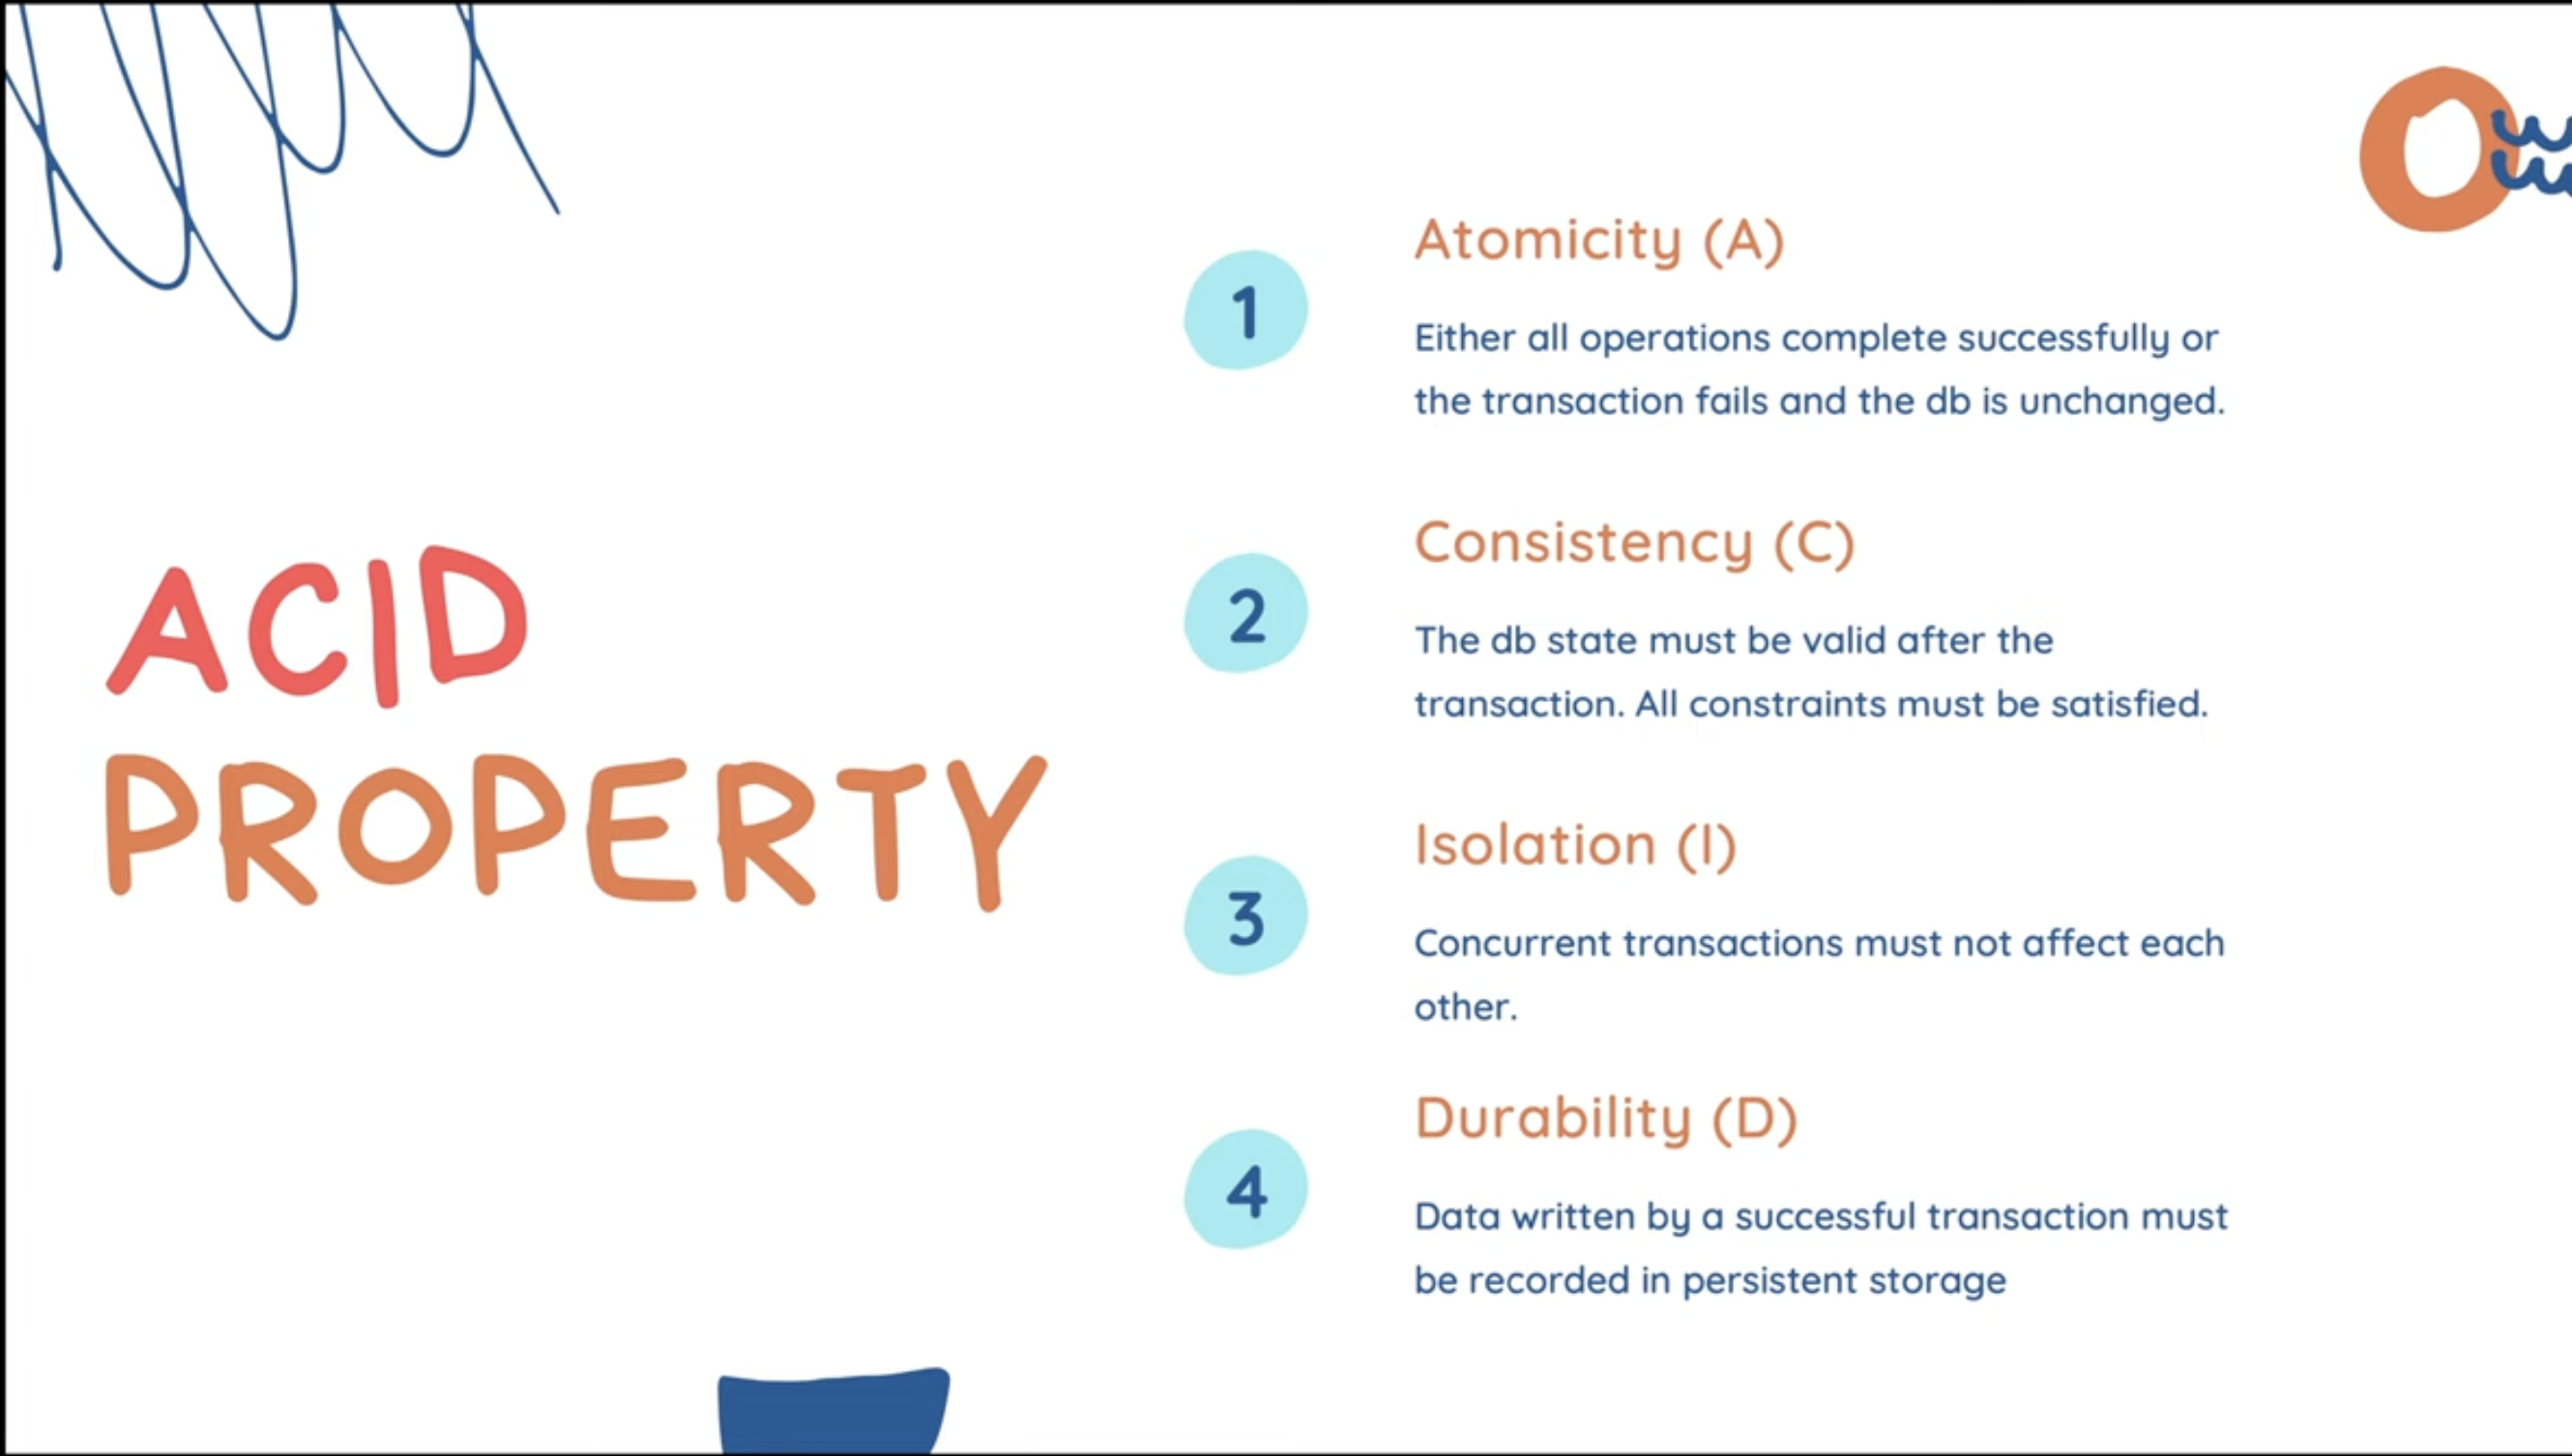 ACID
PROPERTY
1
Atomicity (A)
Either all operations complete successfully or
the transaction fails and the db is unchanged.
2
Consistency (C)
The db state must be valid after the
transaction. All constraints must be satisfied.
3
Isolation (I)
Concurrent transactions must not affect each
other.
4
Durability (D)
Data written by a successful transaction must
be recorded in persistent storage